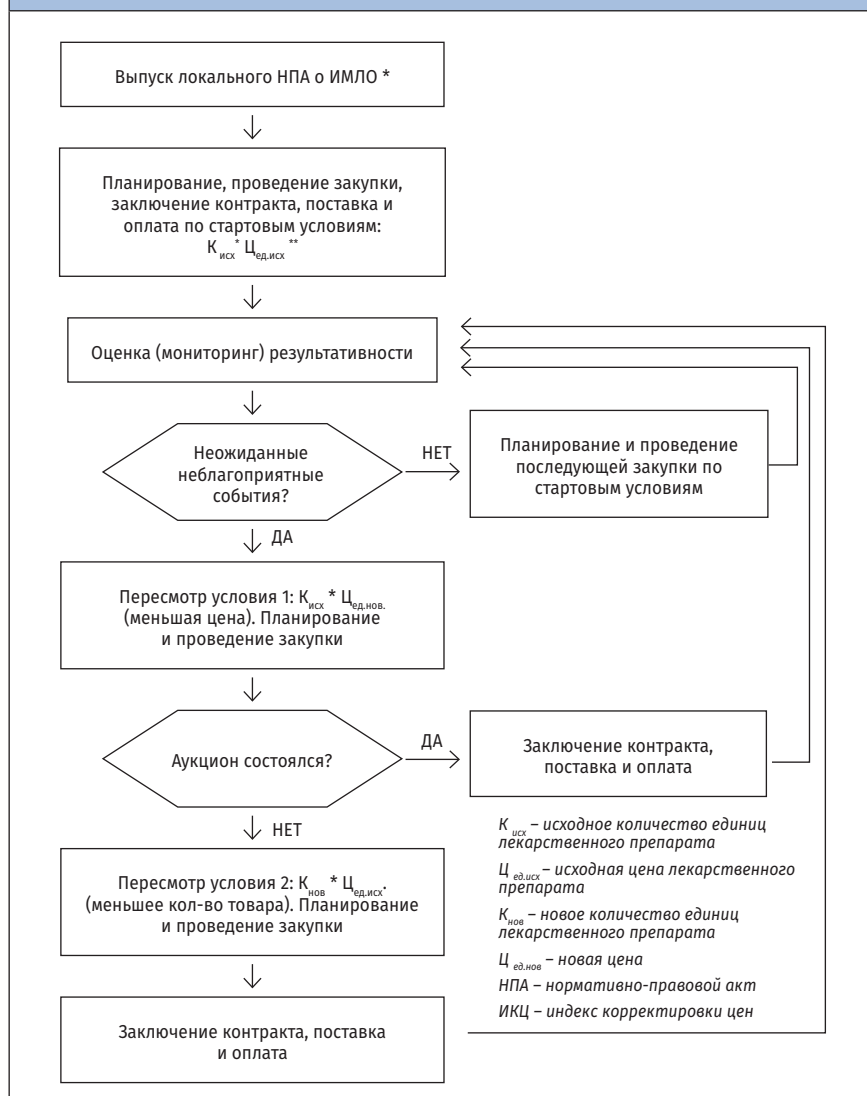 Выпуск локального НПА о ИМЛО *
Планирование, проведение закупки,
заключение контракта, поставка и
оплата по стартовым условиям:
К исх * Ц ед.исх **
Оценка (мониторинг) результативности
Неожиданные
неблагоприятные
события?
НЕТ
Планирование и проведение
последующей закупки по
стартовым условиям
ДА
Пересмотр условия 1: К исх * Ц ед.нов.
(меньшая цена). Планирование
и проведение закупки
Аукцион состоялся?
ДА
Заключение контракта,
поставка и оплата
НЕТ
Пересмотр условия 2: К нов * Ц ед.исх.
(меньшее кол-во товара). Планирование
и проведение закупки
Заключение контракта, поставка
и оплата
К исх – исходное количество единиц
лекарственного препарата
Ц ед.исх – исходная цена лекарственного
препарата
К нов – новое количество единиц
лекарственного препарата
Ц ед.нов – новая цена
НПА – нормативно-правовой акт
ИКЦ – индекс корректировки цен